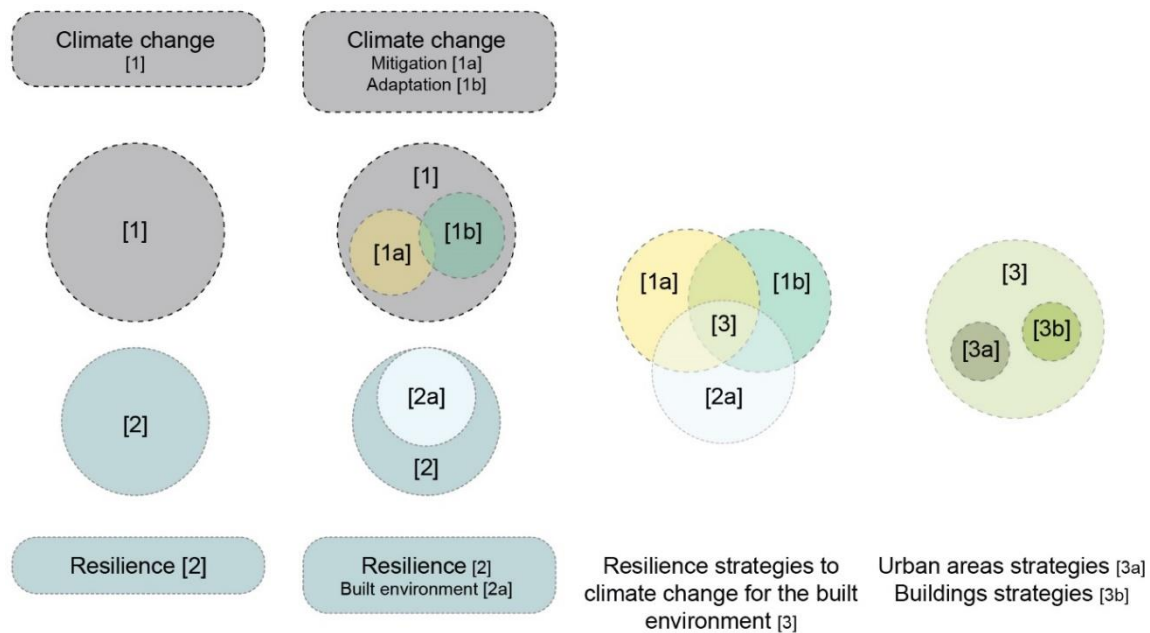 Climate change
[1]
Climate change
Mitigation [1a]
Adaptation [1b]
[1]
[1]
[1a]
[1b]
[1a]
[1b]
[3]
[2a]
[3]
[3a]
[3b]
[2]
[2a]
[2]
Resilience [2]
Resilience [2]
Built environment [2a]
Resilience strategies to
climate change for the built
environment [3]
Urban areas strategies [3a]
Buildings strategies [3b]